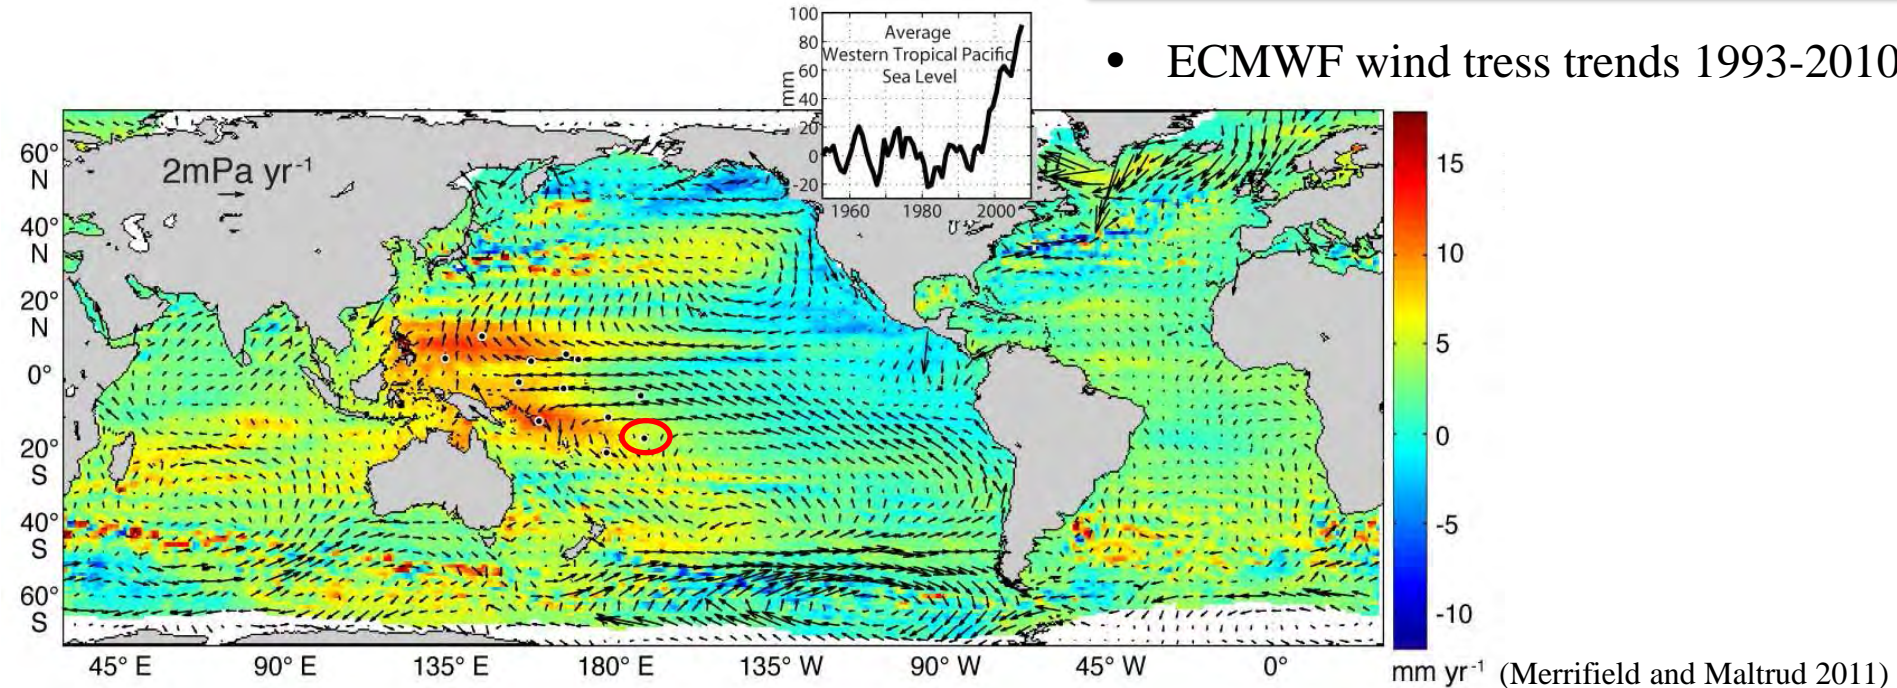 100
80
60
40
20
0
-20
mm
Average
Western Tropical Pacific
Sea Level
1960 1980 2000
• ECMWF wind tress trends 1993-2010
2mPa yr⁻¹
60°
N
40°
N
20°
N
0°
20°
S
40°
S
60°
S
45° E 90° E 135° E 180° E 135° W 90° W 45° W 0°
15
10
5
0
-5
-10
mm yr⁻¹ (Merrifield and Maltrud 2011)